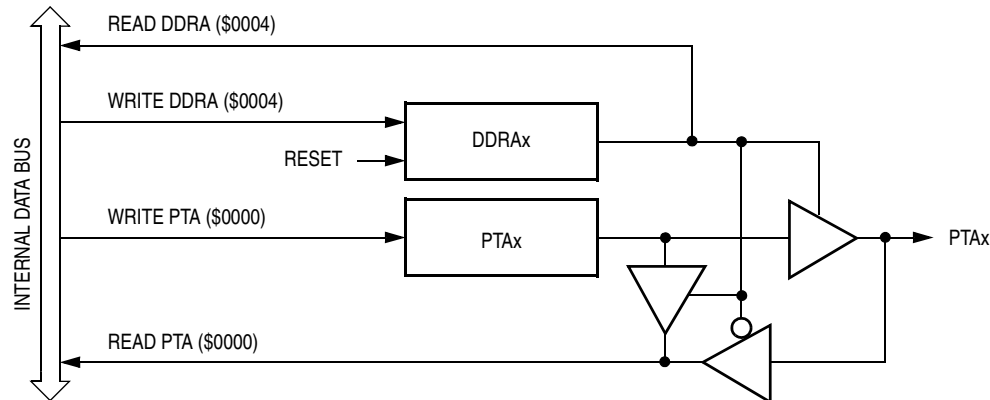 READ DDRA ($0004)
WRITE DDRA ($0004)
DDRAx
RESET
INTERNAL DATA BUS
WRITE PTA ($0000)
PTAx
PTAx
READ PTA ($0000)